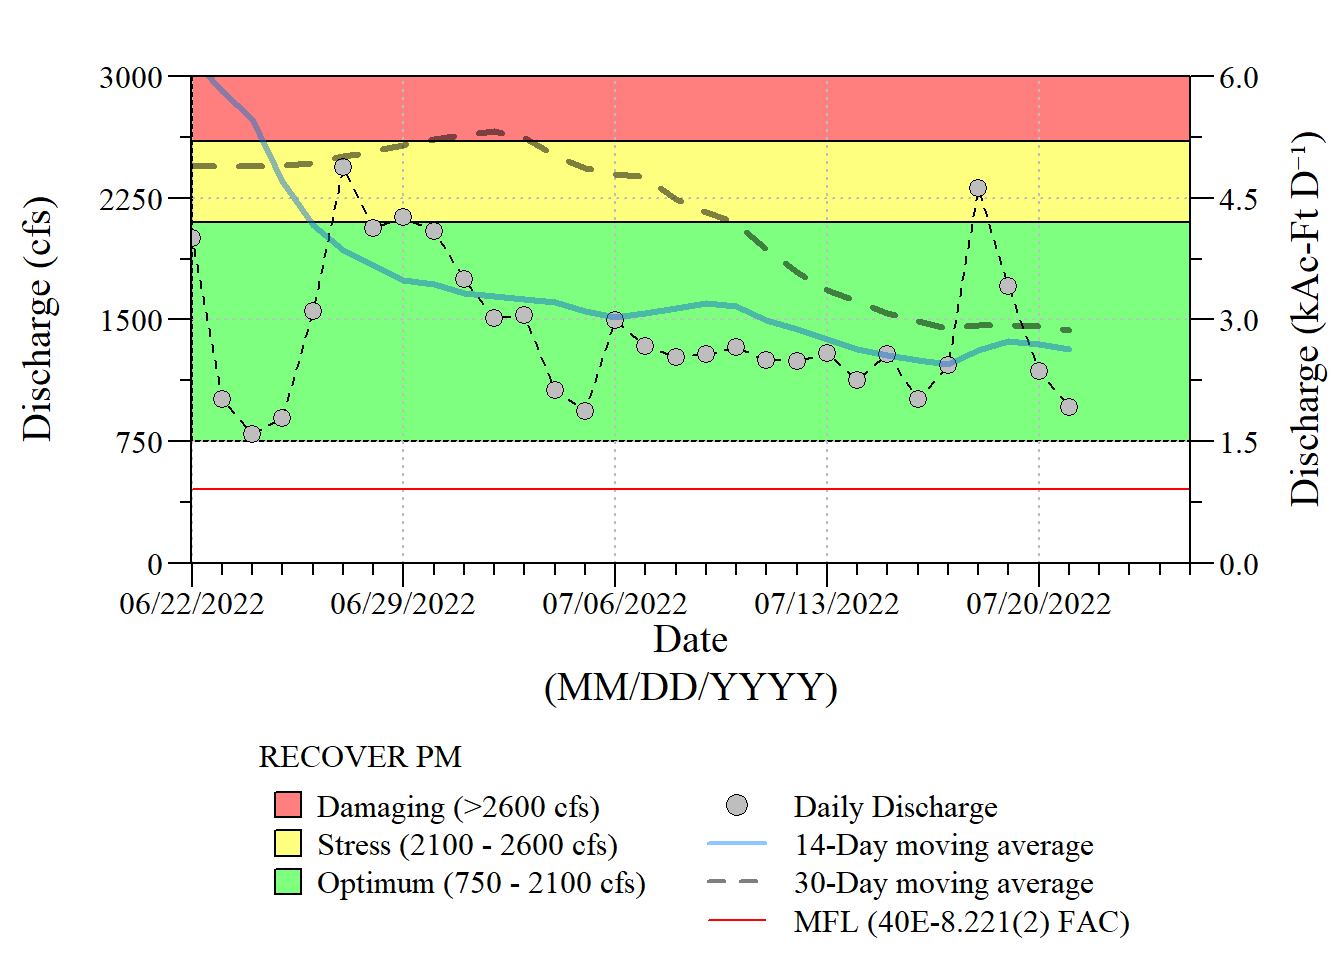 3000
2250
1500
750
0
Discharge (cfs)
6.0
4.5
3.0
1.5
0.0
Discharge (kAc-Ft D⁻¹)
06/22/2022
06/29/2022
07/06/2022
07/13/2022
07/20/2022
Date
(MM/DD/YYYY)
RECOVER PM
Damaging (>2600 cfs)
Stress (2100 - 2600 cfs)
Optimum (750 - 2100 cfs)
Daily Discharge
14-Day moving average
30-Day moving average
MFL (40E-8.221(2) FAC)